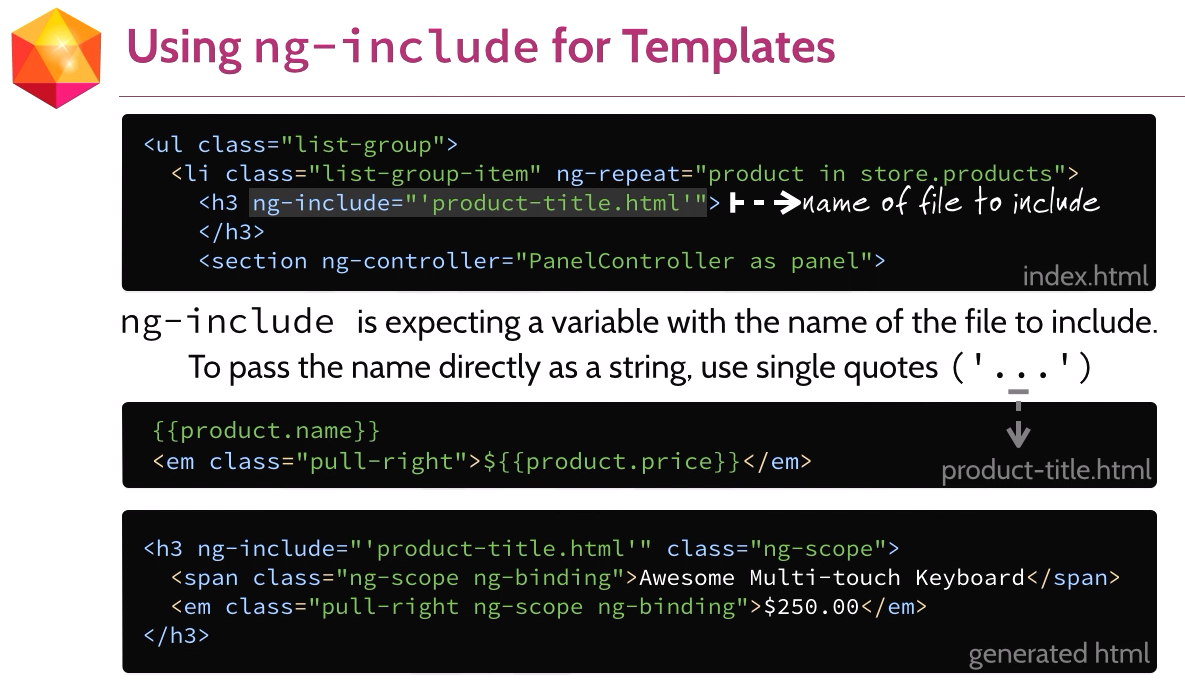 Using ng-include for Templates
<ul class="list-group">
<li class="list-group-item" ng-repeat="product in store.products">
<h3 ng-include="'product-title.html'"> name of file to include
</h3>
<section ng-controller="PanelController as panel">
index.html
ng-include is expecting a variable with the name of the file to include.
To pass the name directly as a string, use single quotes ('...')
{{product.name}}
<em class="pull-right">${{product.price}}</em>
product-title.html
<h3 ng-include="'product-title.html'" class="ng-scope">
<span class="ng-scope ng-binding">Awesome Multi-touch Keyboard</span>
<em class="pull-right ng-scope ng-binding">$250.00</em>
</h3>
generated html